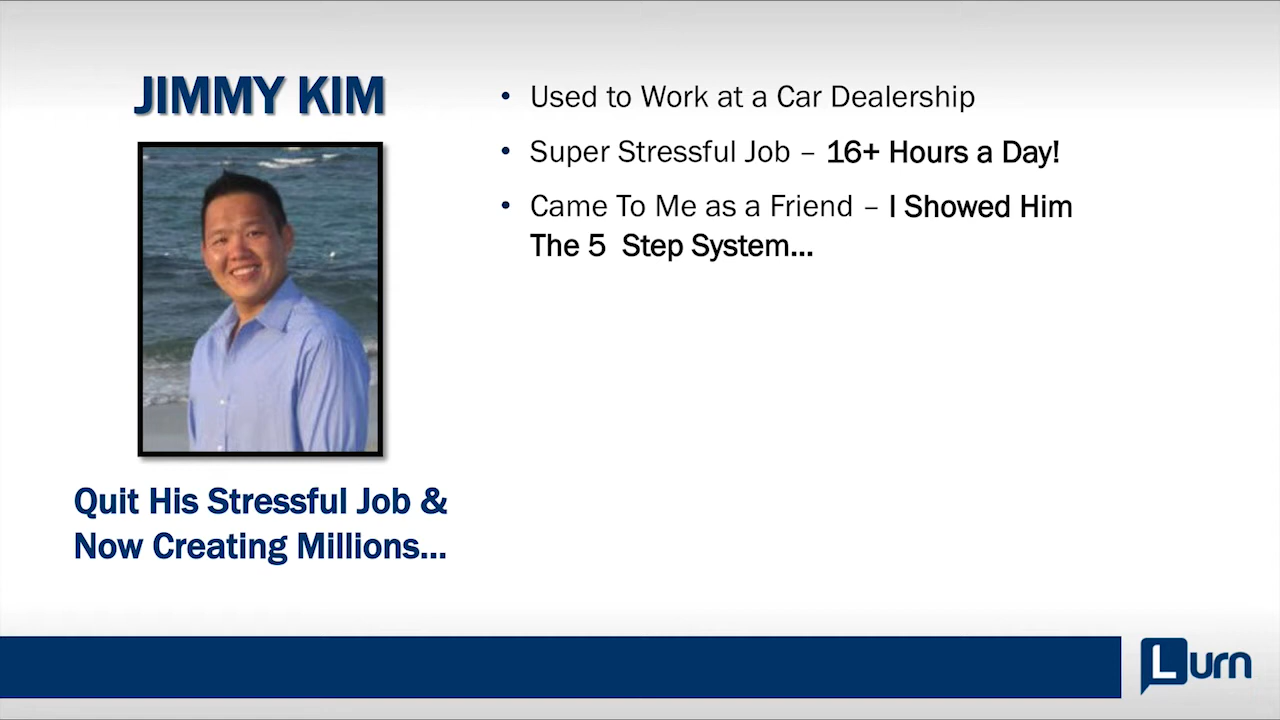 JIMMY KIM
Quit His Stressful Job &
Now Creating Millions...
• Used to Work at a Car Dealership
• Super Stressful Job – 16+ Hours a Day!
• Came To Me as a Friend – I Showed Him
The 5  Step System...
Lurn